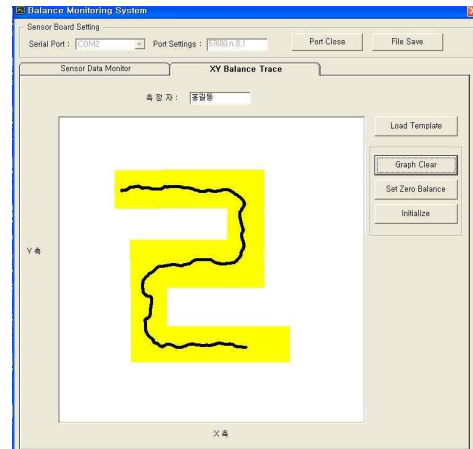 Balance Monitoring System
Sensor Board Setting
Serial Port : COM2 Port Settings : 57600,n,8,1 Port Close File Save
Sensor Data Monitor XY Balance Trace
측 정 자 : 홍길동
Load Template
Graph Clear
Set Zero Balance
Initialize
Y 축
X 축